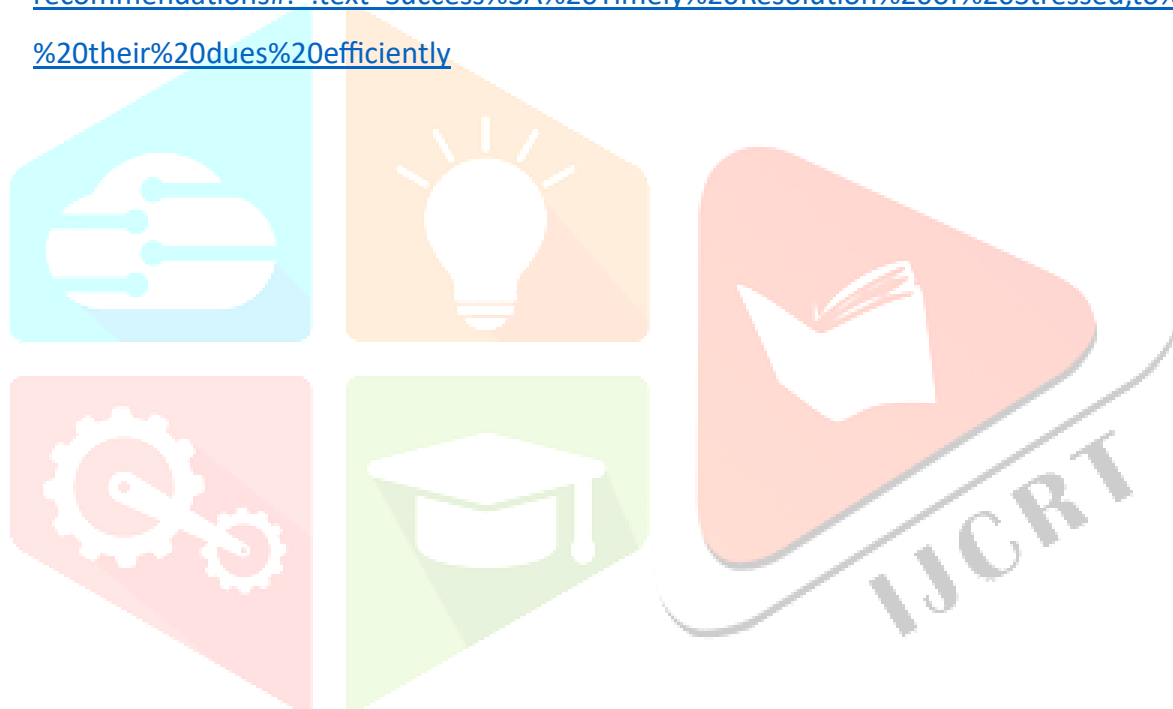 recommendations#:~:text=Success%3A%20Timely%20Resolution%20of%20Stressed,to%
%20their%20dues%20efficiently
IJCRT